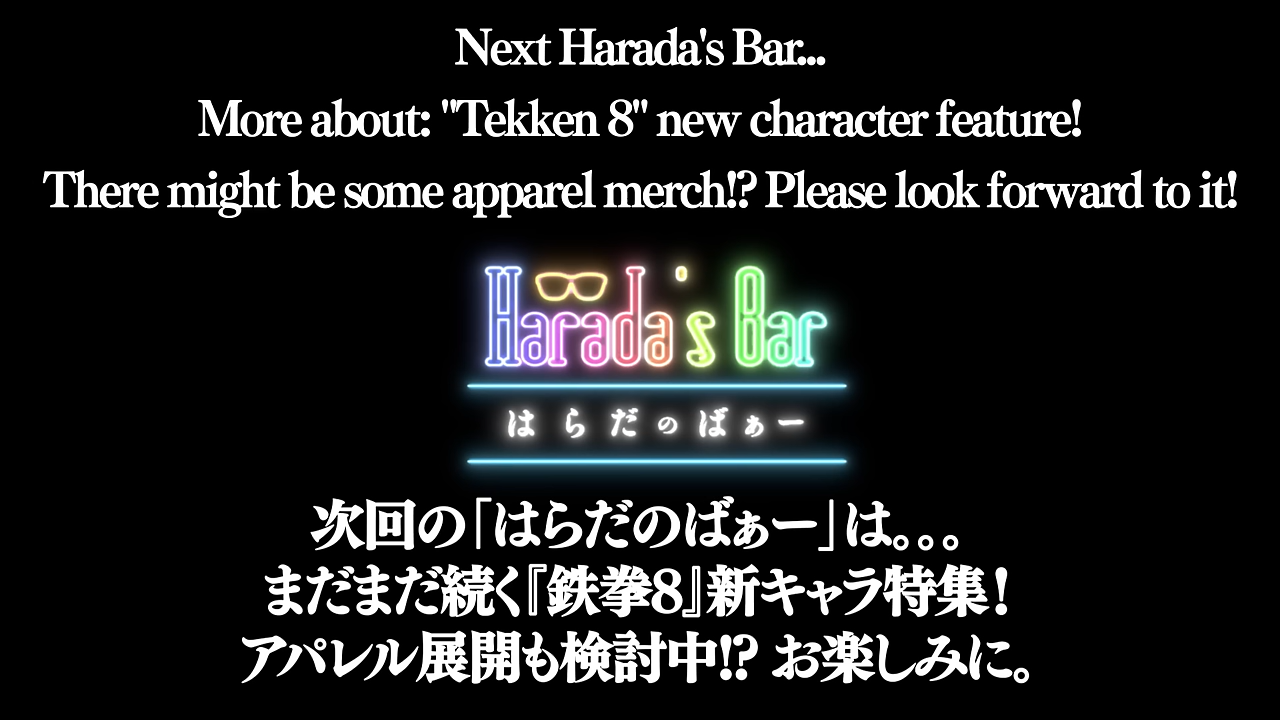 Next Harada's Bar...
More about: "Tekken 8" new character feature!
There might be some apparel merch!? Please look forward to it!
Harada's Bar
はらだのばぁー
次回の「はらだのばぁー」は。。。
まだまだ続く『鉄拳8』新キャラ特集！
アパレル展開も検討中!? お楽しみに。